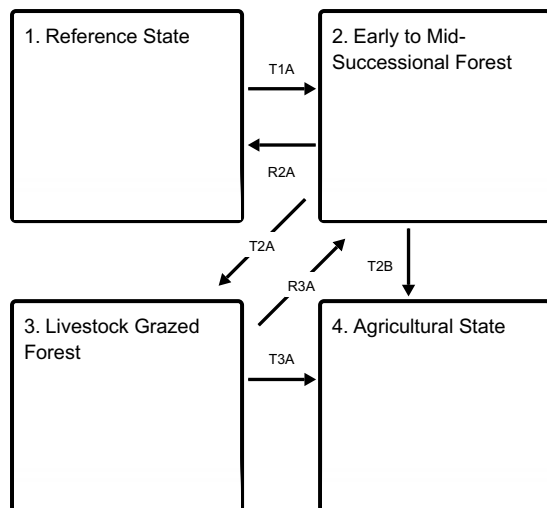 1. Reference State
2. Early to Mid-
Successional Forest
T1A
R2A
T2A
R3A
T2B
3. Livestock Grazed
Forest
4. Agricultural State
T3A